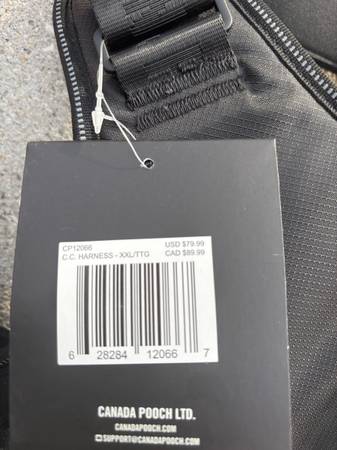 CP12066 USD $79.99
C.C. HARNESS - XXL/TTG CAD $89.99
6 28284 12066 7
CANADA POOCH LTD.
CANADAPOOCH.COM
SUPPORT@CANADAPOOCH.COM